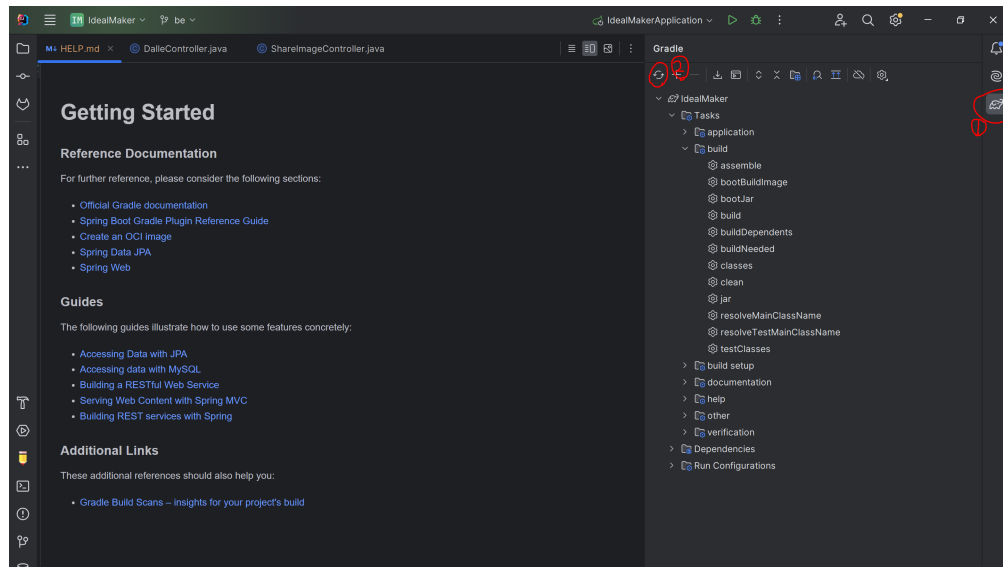 IM IdealMaker be IdealMakerApplication
M↓ HELP.md × DalleController.java ShareImageController.java
Getting Started
Reference Documentation
For further reference, please consider the following sections:
• Official Gradle documentation
• Spring Boot Gradle Plugin Reference Guide
• Create an OCI image
• Spring Data JPA
• Spring Web
Guides
The following guides illustrate how to use some features concretely:
• Accessing Data with JPA
• Accessing data with MySQL
• Building a RESTful Web Service
• Serving Web Content with Spring MVC
• Building REST services with Spring
Additional Links
These additional references should also help you:
• Gradle Build Scans – insights for your project's build
Gradle
2
1
IdealMaker
Tasks
application
build
assemble
bootBuildImage
bootJar
build
buildDependents
buildNeeded
classes
clean
jar
resolveMainClassName
resolveTestMainClassName
testClasses
build setup
documentation
help
other
verification
Dependencies
Run Configurations